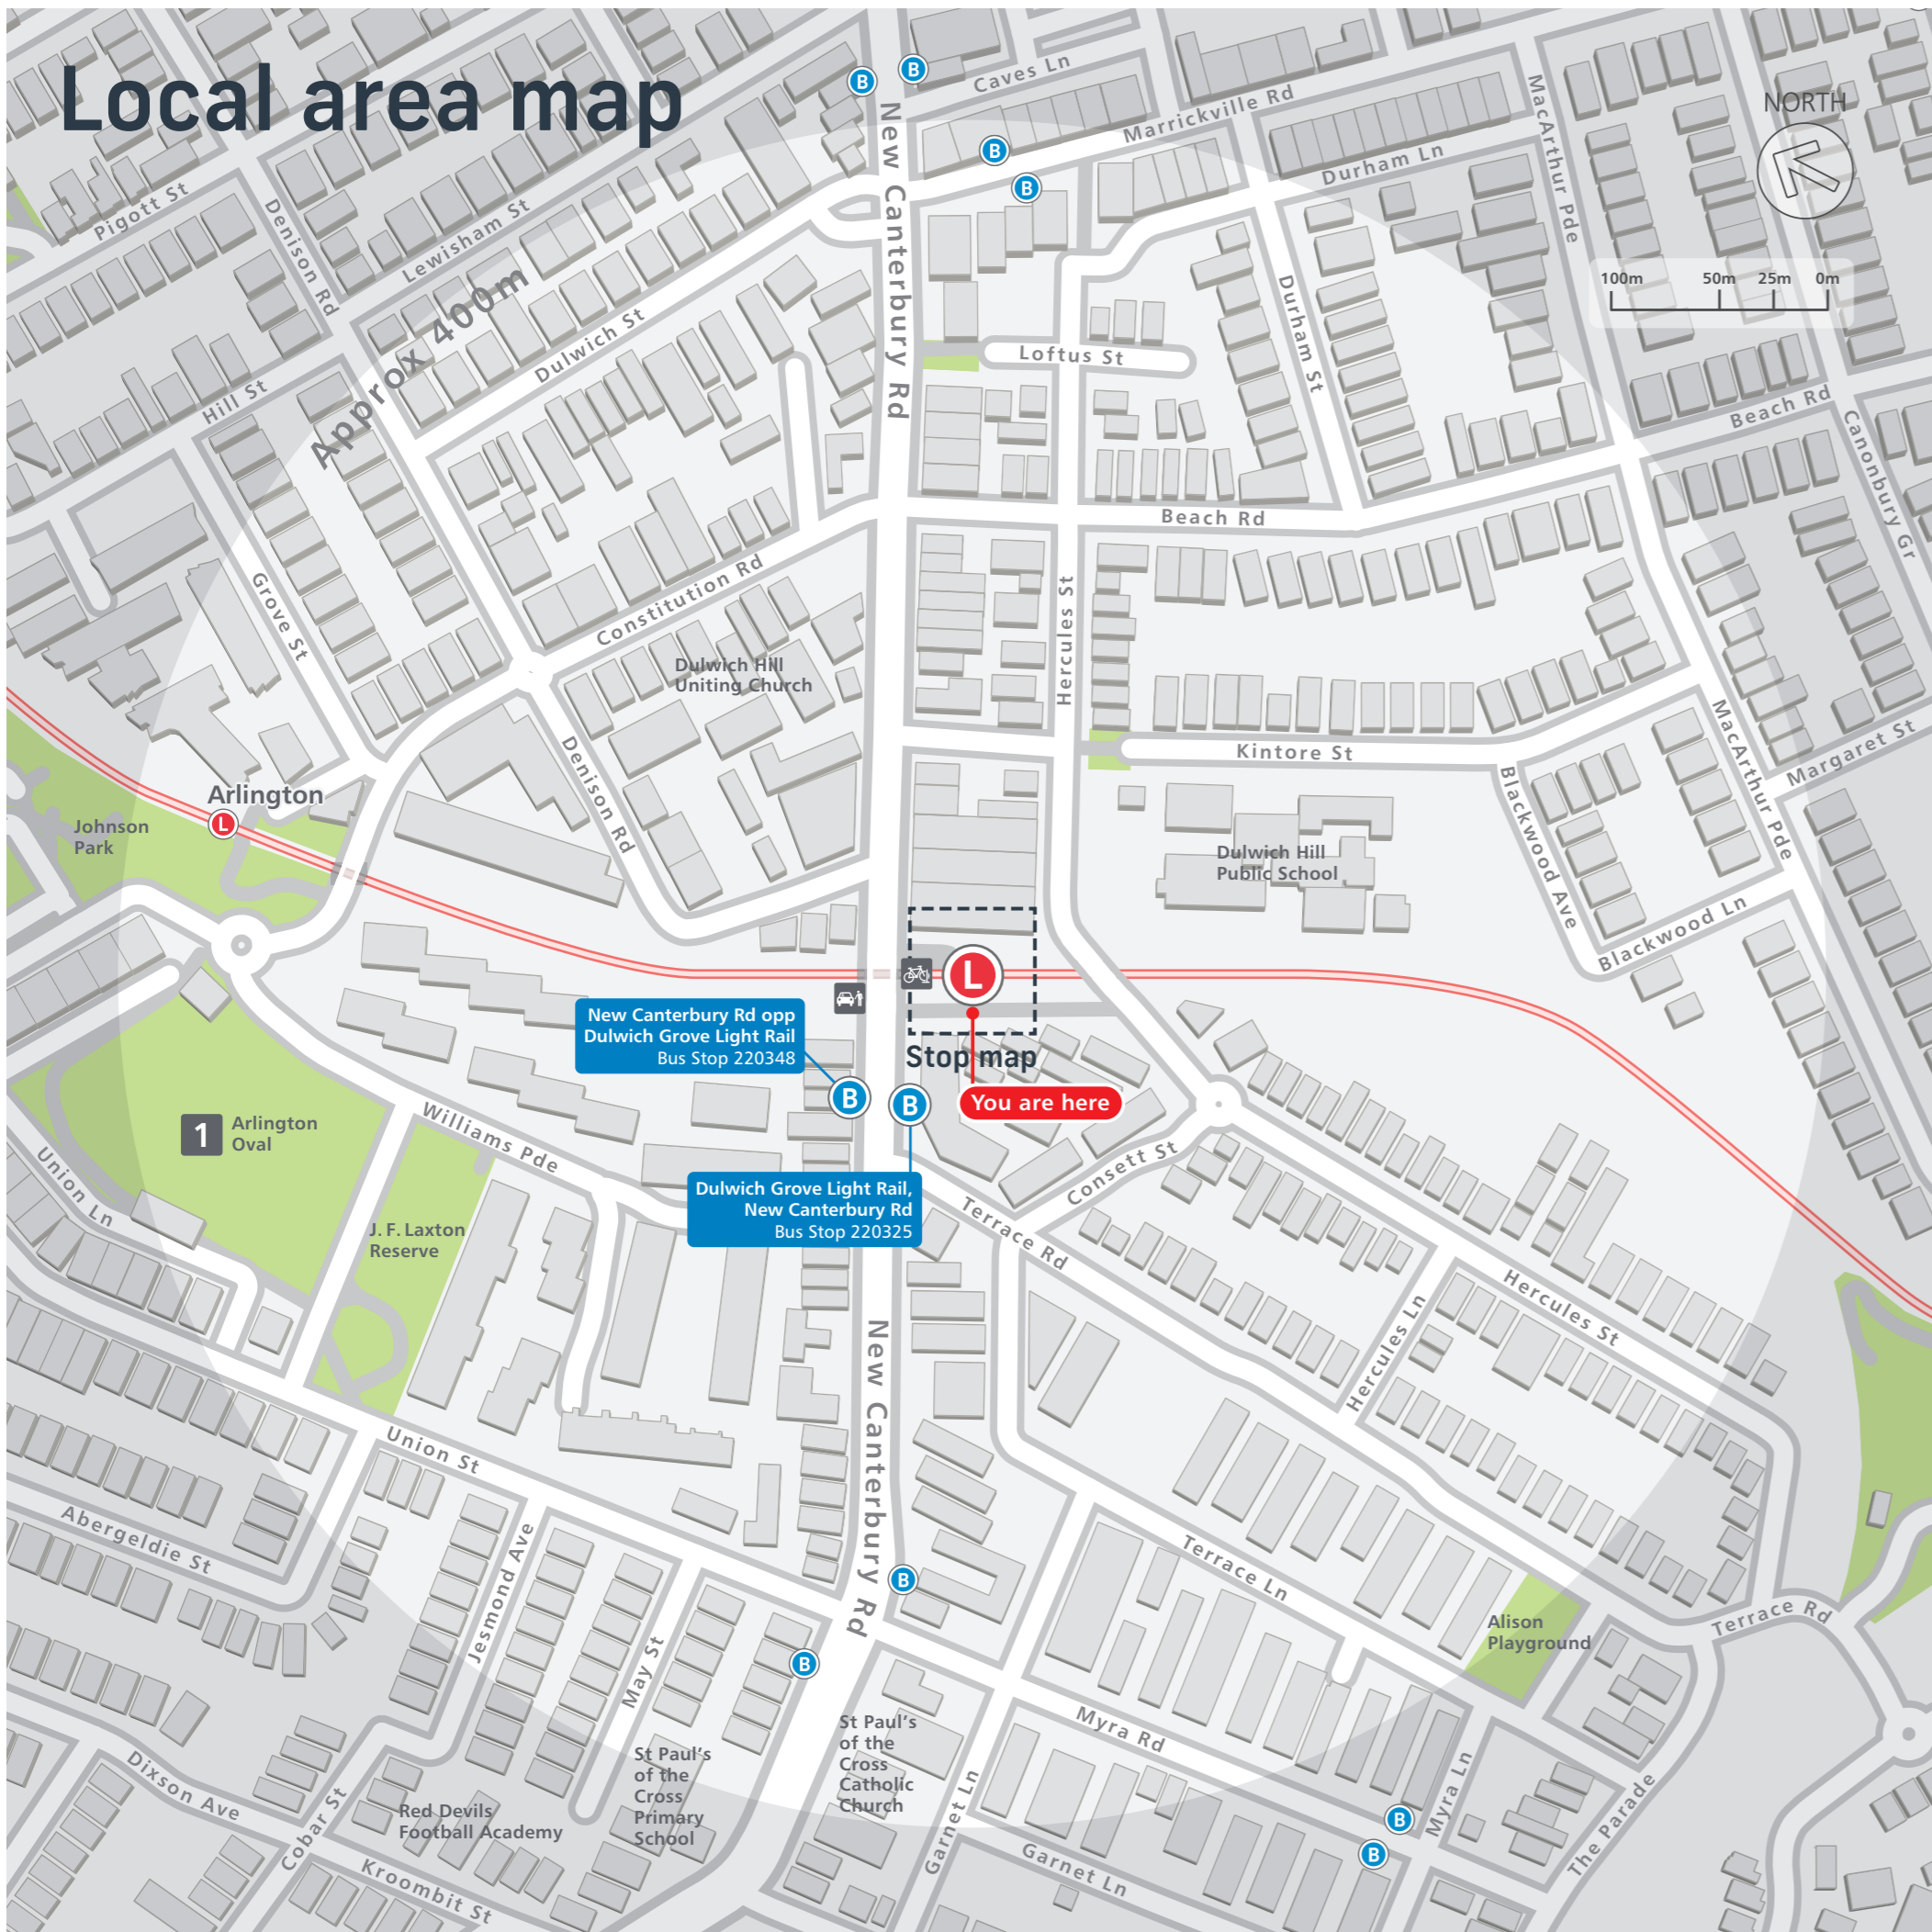 Local area map
B
B
Caves Ln
New Canterbury Rd
B
Marrickville Rd
B
MacArthur Pde
NORTH
Durham Ln
Pigott St
Denison Rd
Lewisham St
Approx 400m
New Canterbury Rd
100m 50m 25m 0m
Durham St
Dulwich St
Loftus St
Hill St
Beach Rd
Canonbury Gr
Beach Rd
Grove St
Constitution Rd
Hercules St
Dulwich Hill
Uniting Church
Denison Rd
Kintore St
MacArthur Pde
Margaret St
Blackwood Ave
Arlington
L
Johnson
Park
Dulwich Hill
Public School
Blackwood Ln
L
New Canterbury Rd opp
Dulwich Grove Light Rail
Bus Stop 220348
Stop map
B
B
You are here
1
Arlington
Oval
Williams Pde
Union Ln
Consett St
Dulwich Grove Light Rail,
New Canterbury Rd
Bus Stop 220325
Terrace Rd
J. F. Laxton
Reserve
Hercules St
Hercules Ln
New Canterbury Rd
Union St
Abergeldie St
Jesmond Ave
Terrace Ln
B
Alison
Playground
Terrace Rd
May St
B
Myra Rd
St Paul's
of the
Cross
Catholic
Church
St Paul's
of the
Cross
Primary
School
Dixson Ave
Cobar St
Red Devils
Football Academy
Garnet Ln
Myra Ln
B
B
The Parade
Kroombit St
Garnet Ln